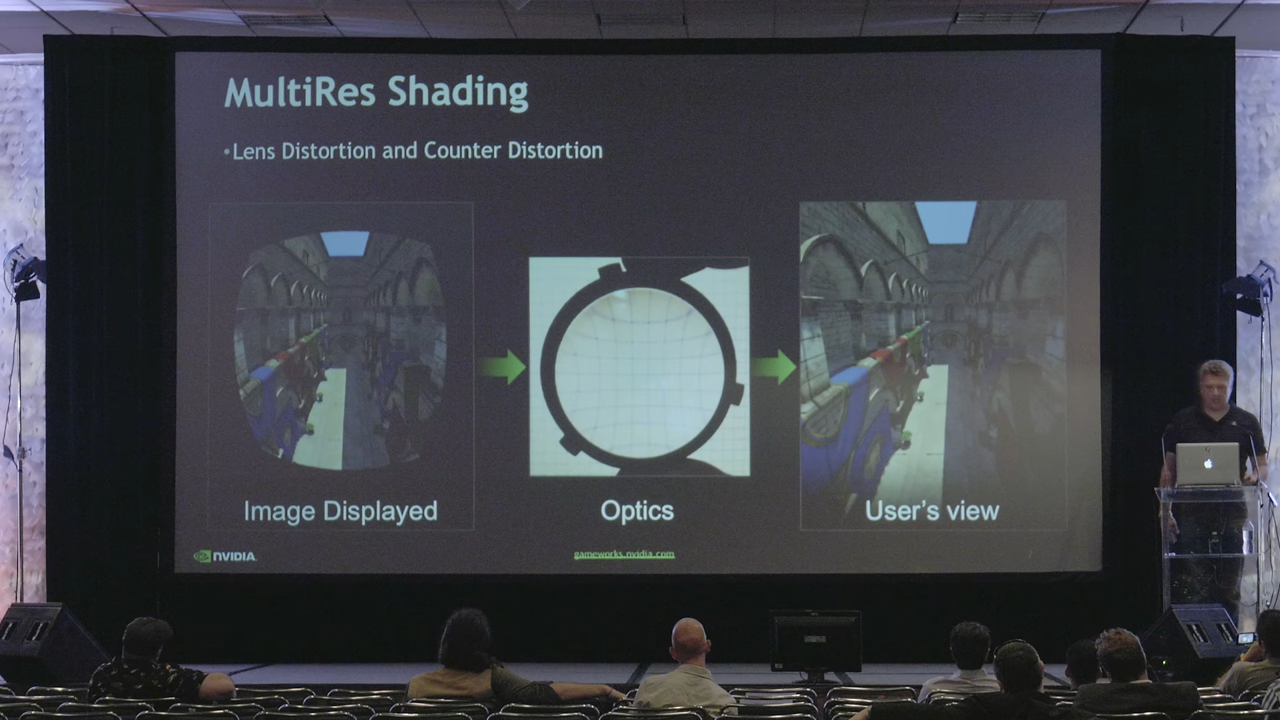 MultiRes Shading
•Lens Distortion and Counter Distortion
Image Displayed
Optics
User's view
NVIDIA.
gameworks.nvidia.com